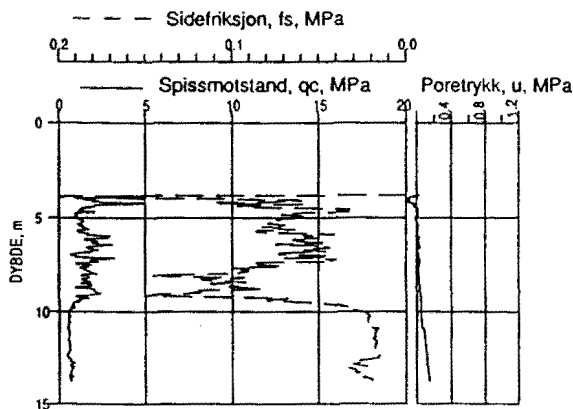 Sidefriksjon, fs, MPa
0,2 0,1 0,0
Spissmotstand, qc, MPa Poretrykk, u, MPa
0 5 10 15 20 0.4 0.8 1.2
0
5
10
15
DYBDE, m